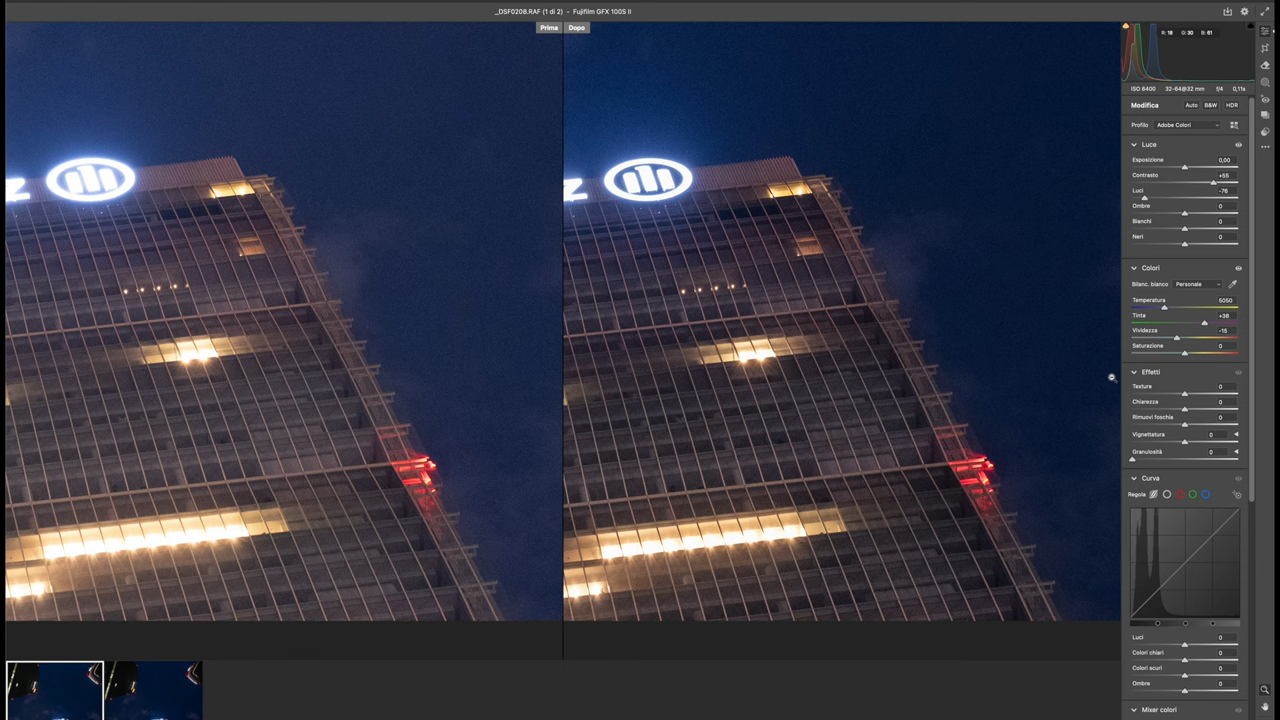 _DSF0208.RAF (1 di 2) - Fujifilm GFX 100S II
Prima
Dopo
R: 18 G: 30 B: 61
ISO 6400 32-64@32 mm f/4 0,11s
Modifica Auto B&W HDR
Profilo Adobe Colori
Luce
Esposizione 0,00
Contrasto +55
Luci -76
Ombre 0
Bianchi 0
Neri 0
Colori
Bilanc. bianco Personale
Temperatura 5050
Tinta +38
Vividezza -15
Saturazione 0
Effetti
Texture 0
Chiarezza 0
Rimuovi foschia 0
Vignettatura 0
Granulosità 0
Curva
Regola
Luci 0
Colori chiari 0
Colori scuri 0
Ombre 0
Mixer colori
Z
Z